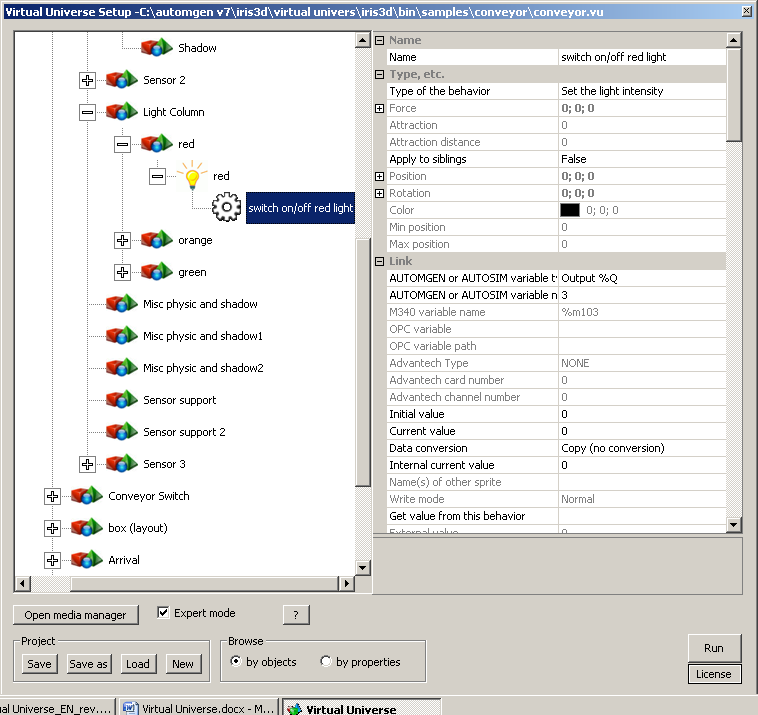 Virtual Universe Setup -C:\automgen v7\iris3d\virtual univers\iris3d\bin\samples\conveyor\conveyor.vu
Shadow
Sensor 2
Light Column
red
red
switch on/off red light
orange
green
Misc physic and shadow
Misc physic and shadow1
Misc physic and shadow2
Sensor support
Sensor support 2
Sensor 3
Conveyor Switch
box (layout)
Arrival
Name
Name switch on/off red light
Type, etc.
Type of the behavior Set the light intensity
Force 0; 0; 0
Attraction 0
Attraction distance 0
Apply to siblings False
Position 0; 0; 0
Rotation 0; 0; 0
Color 0; 0; 0
Min position 0
Max position 0
Link
AUTOMGEN or AUTOSIM variable ty Output %Q
AUTOMGEN or AUTOSIM variable n 3
M340 variable name %m103
OPC variable
OPC variable path
Advantech Type NONE
Advantech card number 0
Advantech channel number 0
Initial value 0
Current value 0
Data conversion Copy (no conversion)
Internal current value 0
Name(s) of other sprite
Write mode Normal
Get value from this behavior
External value 0
Open media manager Expert mode ?
Project Browse
Save Save as Load New by objects by properties
Run
License
al Universe_EN_rev.... Virtual Universe.docx - M... Virtual Universe